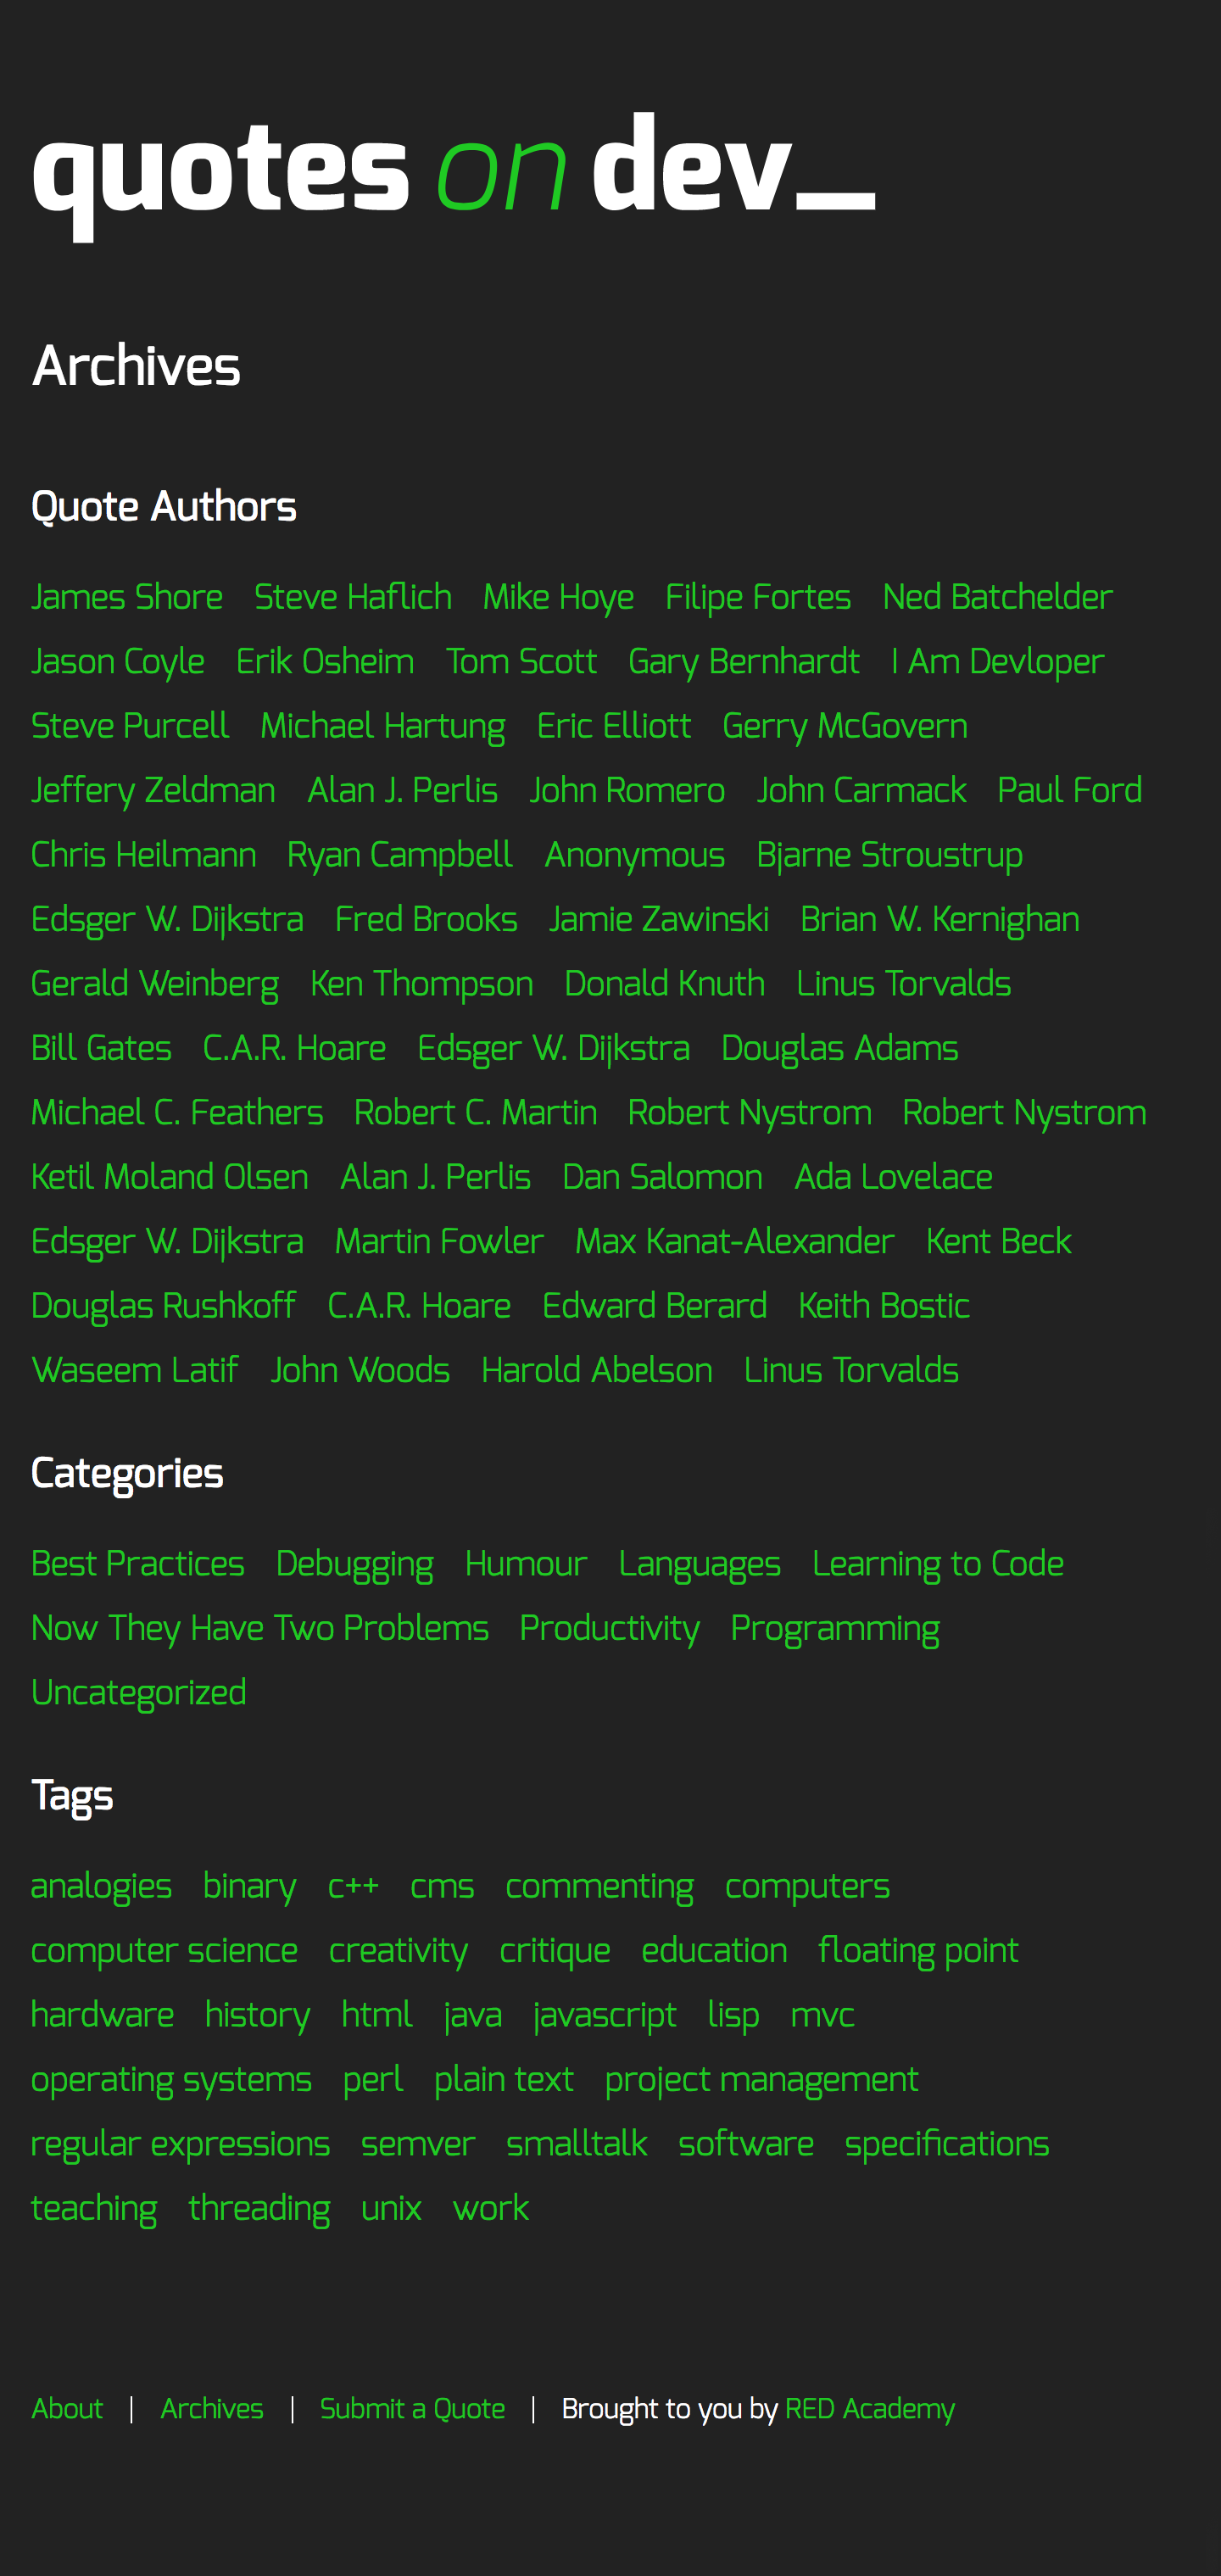 quotes on dev_
Archives
Quote Authors
James Shore Steve Haflich Mike Hoye Filipe Fortes Ned Batchelder
Jason Coyle Erik Osheim Tom Scott Gary Bernhardt I Am Devloper
Steve Purcell Michael Hartung Eric Elliott Gerry McGovern
Jeffery Zeldman Alan J. Perlis John Romero John Carmack Paul Ford
Chris Heilmann Ryan Campbell Anonymous Bjarne Stroustrup
Edsger W. Dijkstra Fred Brooks Jamie Zawinski Brian W. Kernighan
Gerald Weinberg Ken Thompson Donald Knuth Linus Torvalds
Bill Gates C.A.R. Hoare Edsger W. Dijkstra Douglas Adams
Michael C. Feathers Robert C. Martin Robert Nystrom Robert Nystrom
Ketil Moland Olsen Alan J. Perlis Dan Salomon Ada Lovelace
Edsger W. Dijkstra Martin Fowler Max Kanat-Alexander Kent Beck
Douglas Rushkoff C.A.R. Hoare Edward Berard Keith Bostic
Waseem Latif John Woods Harold Abelson Linus Torvalds
Categories
Best Practices Debugging Humour Languages Learning to Code
Now They Have Two Problems Productivity Programming
Uncategorized
Tags
analogies binary c++ cms commenting computers
computer science creativity critique education floating point
hardware history html java javascript lisp mvc
operating systems perl plain text project management
regular expressions semver smalltalk software specifications
teaching threading unix work
About | Archives | Submit a Quote | Brought to you by RED Academy